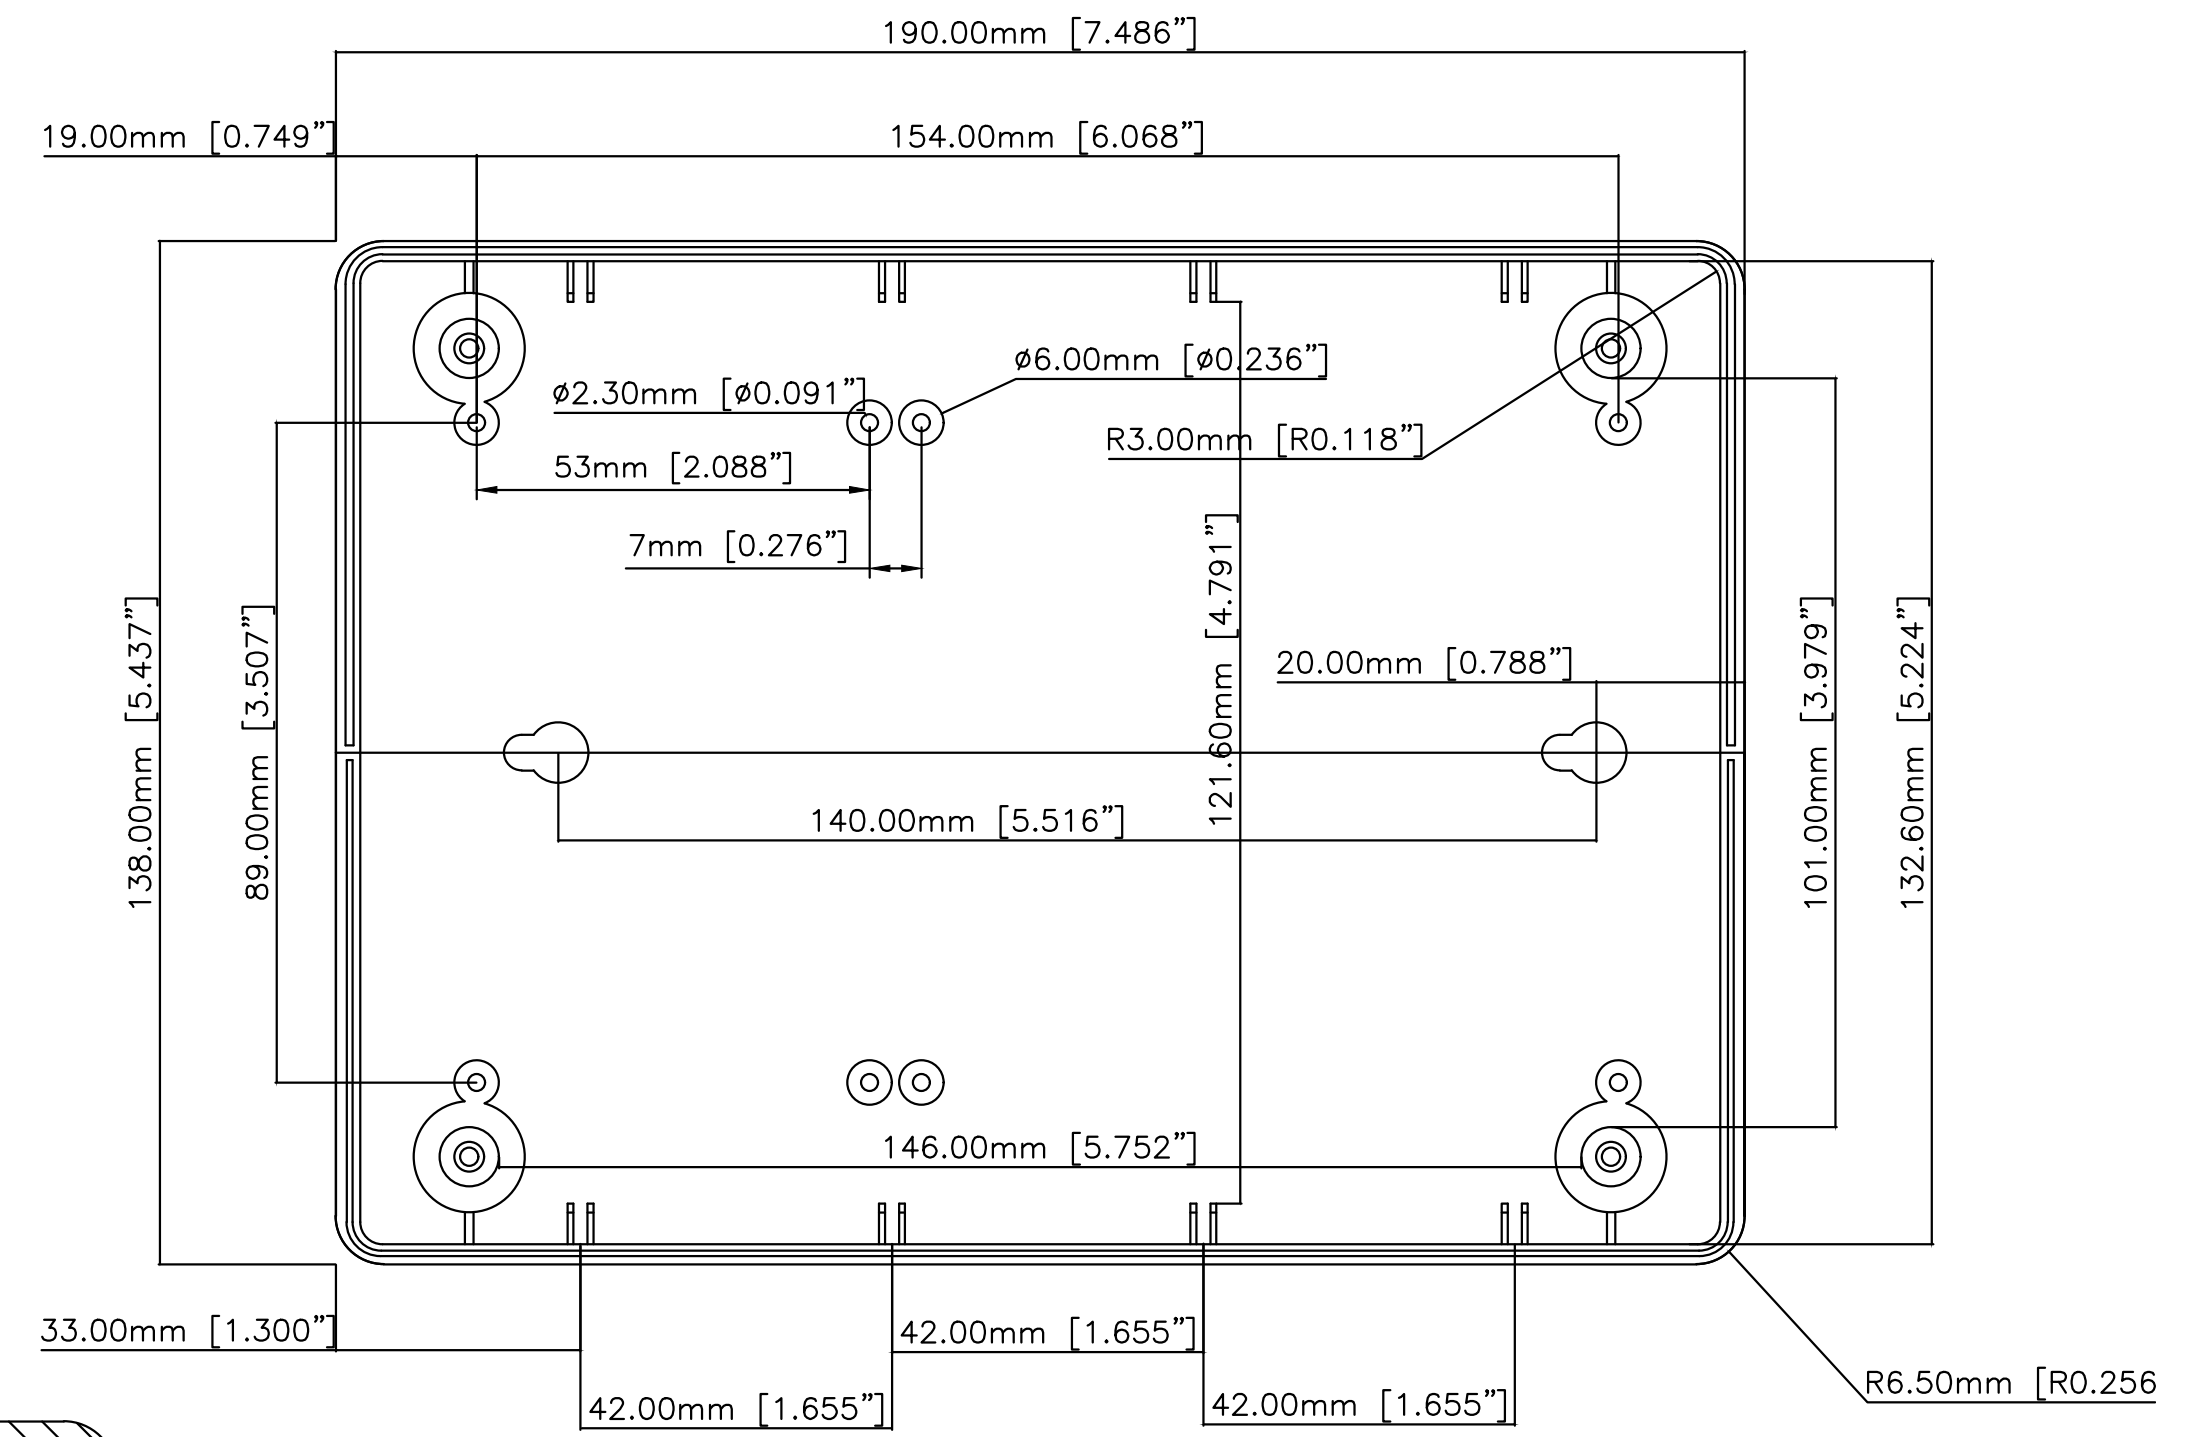 190.00mm [7.486”]
19.00mm [0.749”]
154.00mm [6.068”]
ø6.00mm [ø0.236”]
ø2.30mm [ø0.091”]
R3.00mm [R0.118”]
53mm [2.088”]
7mm [0.276”]
138.00mm [5.437”]
89.00mm [3.507”]
121.60mm [4.791”]
20.00mm [0.788”]
101.00mm [3.979”]
132.60mm [5.224”]
140.00mm [5.516”]
146.00mm [5.752”]
33.00mm [1.300”]
42.00mm [1.655”]
42.00mm [1.655”]
42.00mm [1.655”]
R6.50mm [R0.256